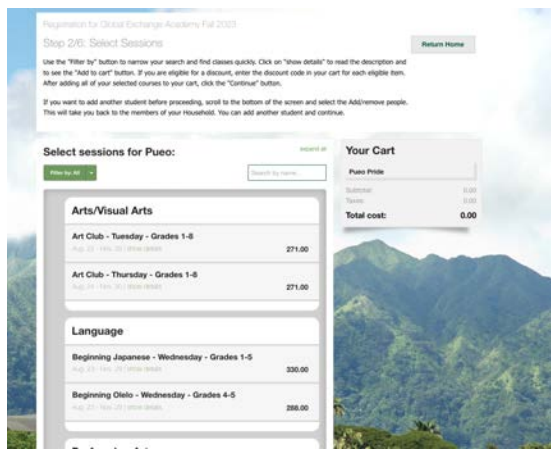 Registration for Global Exchange Academy Fall 2023
Step 2/6: Select Sessions
Return Home
Use the "Filter by" button to narrow your search and find classes quickly. Click on "show details" to read the description and
to see the "Add to cart" button. If you are eligible for a discount, enter the discount code in your cart for each eligible item.
After adding all of your selected courses to your cart, click the "Continue" button.
If you want to add another student before proceeding, scroll to the bottom of the screen and select the Add/remove people.
This will take you back to the members of your Household. You can add another student and continue.
Select sessions for Pueo:
expand all
Filter by: All
Search by name...
Arts/Visual Arts
Art Club - Tuesday - Grades 1-8
show details
271.00
Art Club - Thursday - Grades 1-8
show details
271.00
Language
Beginning Japanese - Wednesday - Grades 1-5
show details
330.00
Beginning Olelo - Wednesday - Grades 4-5
show details
288.00
Your Cart
Pueo Pride
Subtotal: 0.00
Taxes: 0.00
Total cost: 0.00